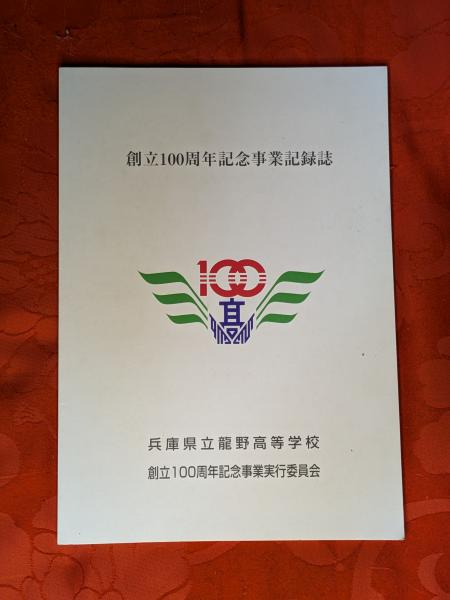 創立100周年記念事業記録誌
100
高
兵庫県立龍野高等学校
創立100周年記念事業実行委員会